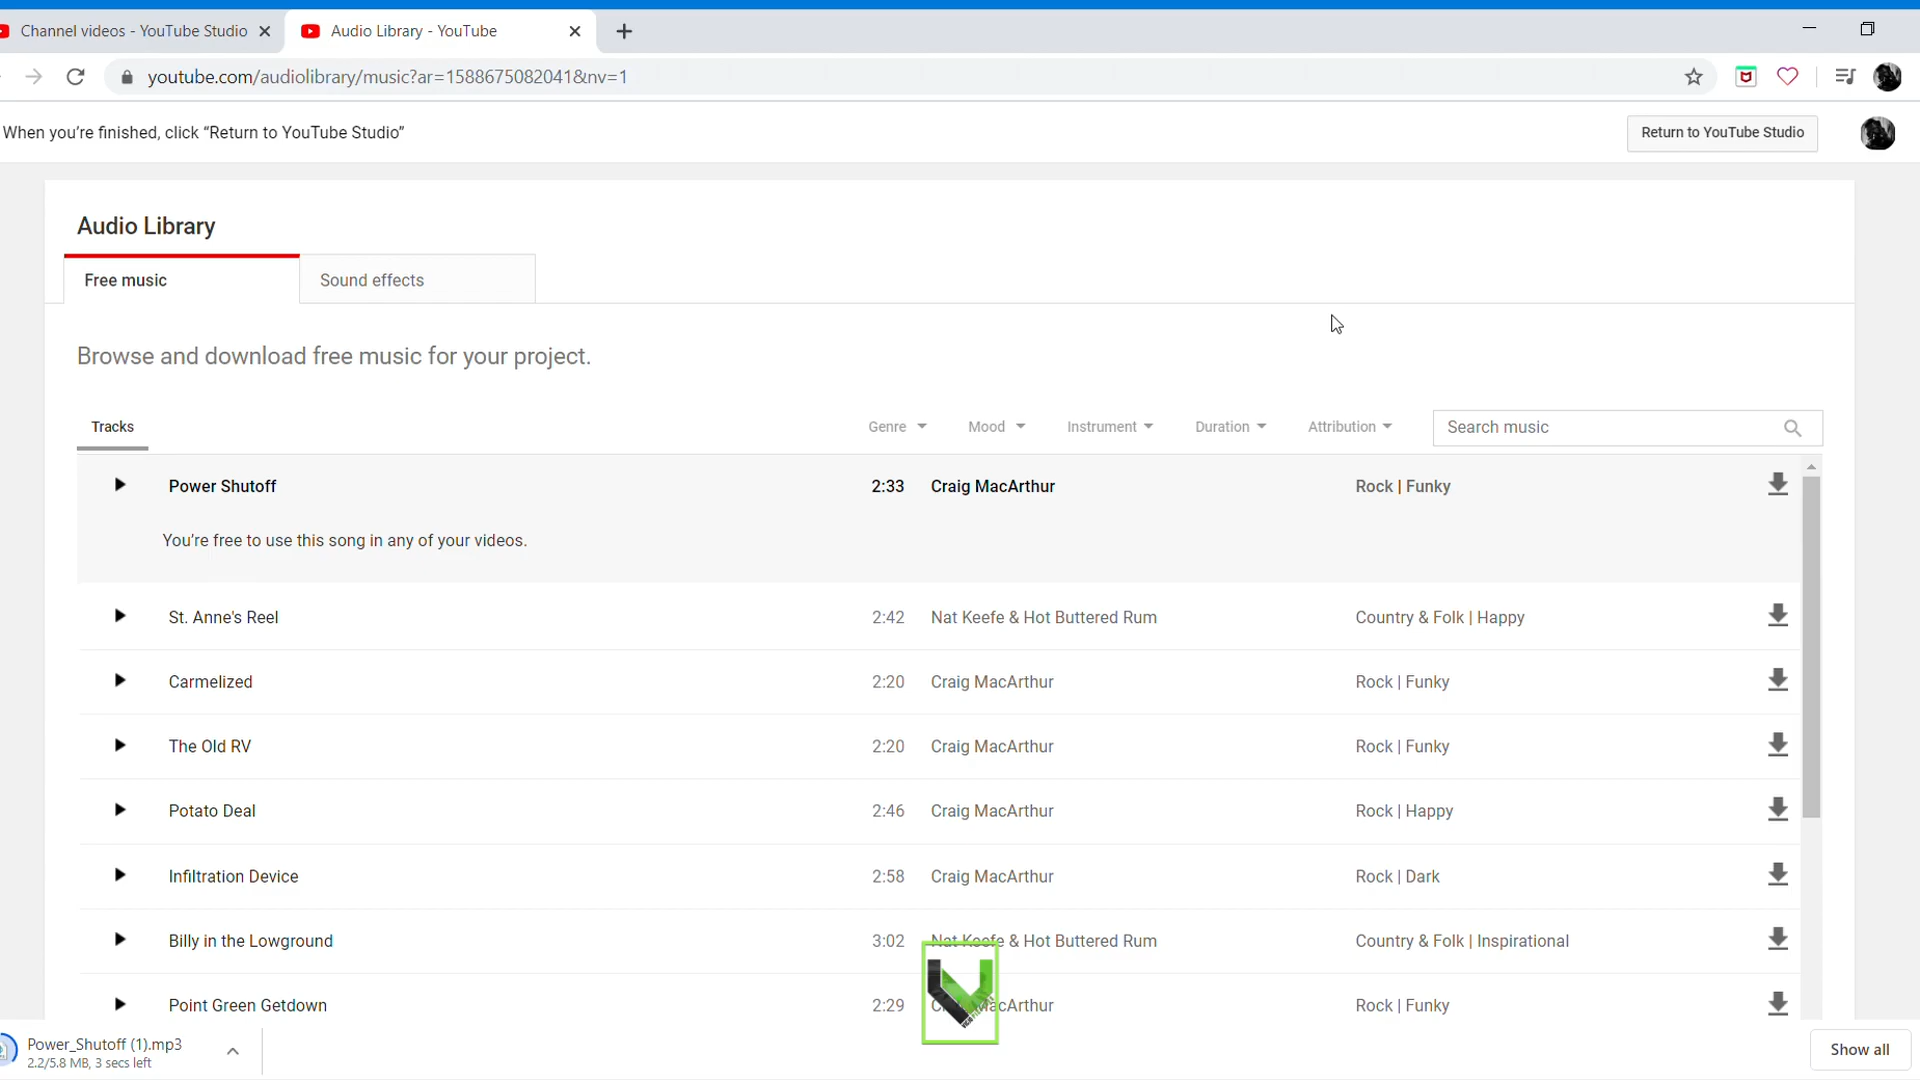 Channel videos - YouTube Studio
Audio Library - YouTube
youtube.com/audiolibrary/music?ar=1588675082041&nv=1
When you're finished, click “Return to YouTube Studio”
Return to YouTube Studio
Audio Library
Free music
Sound effects
Browse and download free music for your project.
Tracks Genre Mood Instrument Duration Attribution Search music
Power Shutoff 2:33 Craig MacArthur Rock | Funky
You're free to use this song in any of your videos.
St. Anne's Reel 2:42 Nat Keefe & Hot Buttered Rum Country & Folk | Happy
Carmelized 2:20 Craig MacArthur Rock | Funky
The Old RV 2:20 Craig MacArthur Rock | Funky
Potato Deal 2:46 Craig MacArthur Rock | Happy
Infiltration Device 2:58 Craig MacArthur Rock | Dark
Billy in the Lowground 3:02 Nat Keefe & Hot Buttered Rum Country & Folk | Inspirational
Point Green Getdown 2:29 Craig MacArthur Rock | Funky
Power_Shutoff (1).mp3
2.2/5.8 MB, 3 secs left
Show all